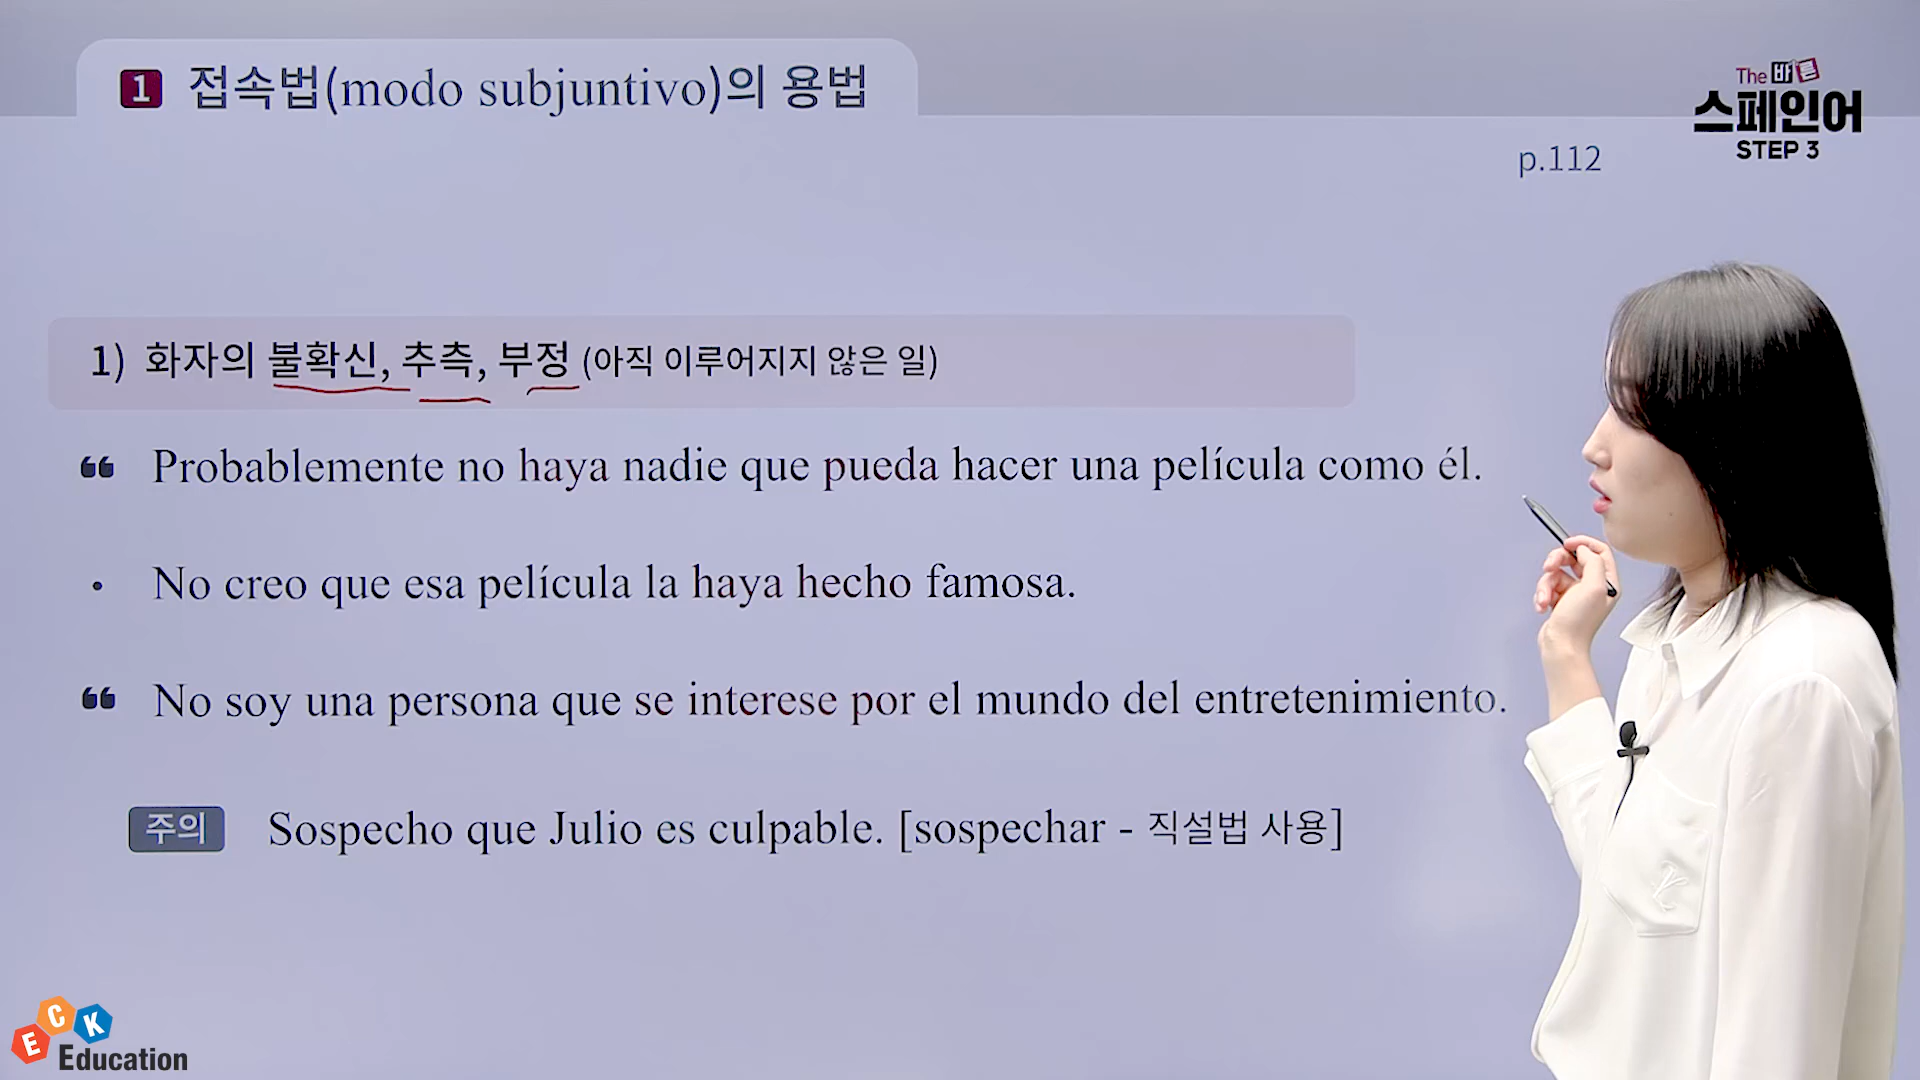 1 접속법(modo subjuntivo)의 용법
The 바른
스페인어
STEP 3
p.112
1) 화자의 불확신, 추측, 부정 (아직 이루어지지 않은 일)
❝ Probablemente no haya nadie que pueda hacer una película como él.
• No creo que esa película la haya hecho famosa.
❝ No soy una persona que se interese por el mundo del entretenimiento.
주의 Sospecho que Julio es culpable. [sospechar - 직설법 사용]
ECK
Education